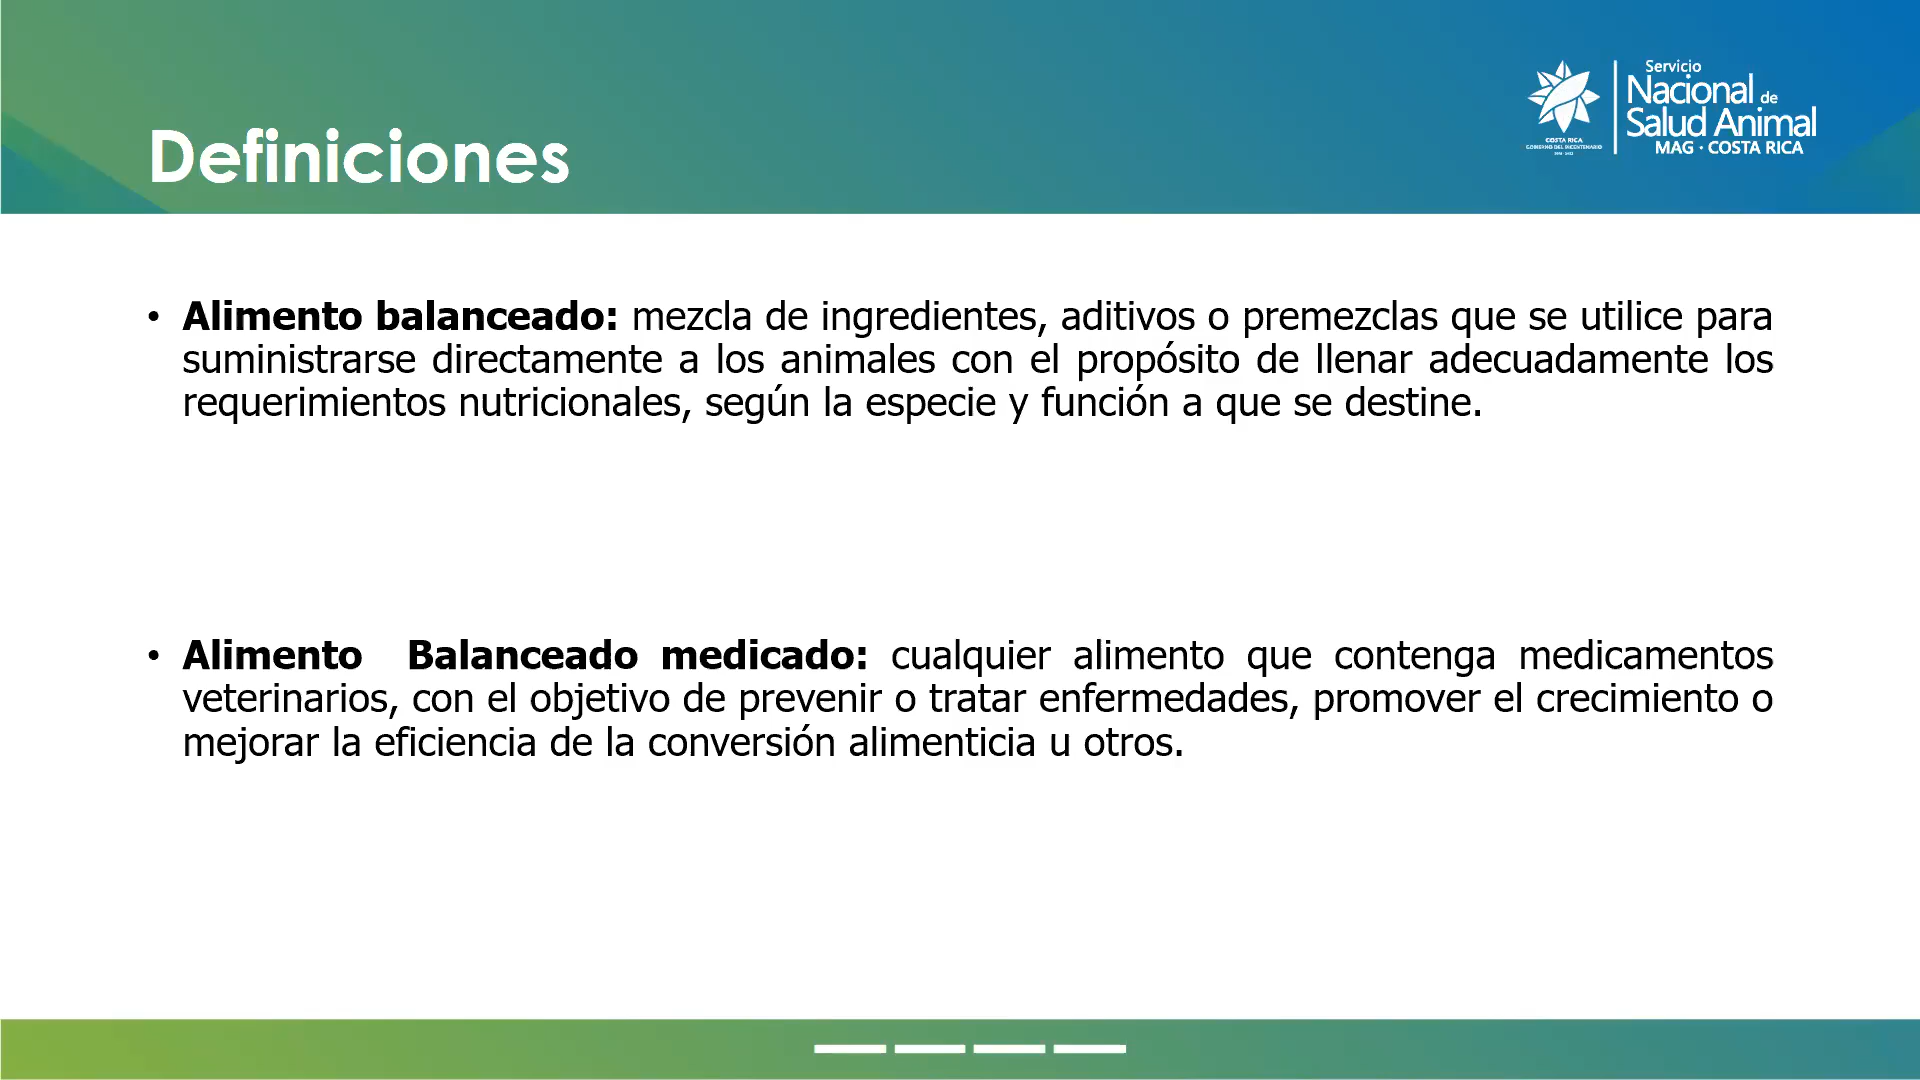 Servicio
Nacional de
Salud Animal
MAG · COSTA RICA
COSTA RICA
GOBIERNO DEL BICENTENARIO
Definiciones
• Alimento balanceado: mezcla de ingredientes, aditivos o premezclas que se utilice para
suministrarse directamente a los animales con el propósito de llenar adecuadamente los
requerimientos nutricionales, según la especie y función a que se destine.
• Alimento  Balanceado medicado: cualquier alimento que contenga medicamentos
veterinarios, con el objetivo de prevenir o tratar enfermedades, promover el crecimiento o
mejorar la eficiencia de la conversión alimenticia u otros.